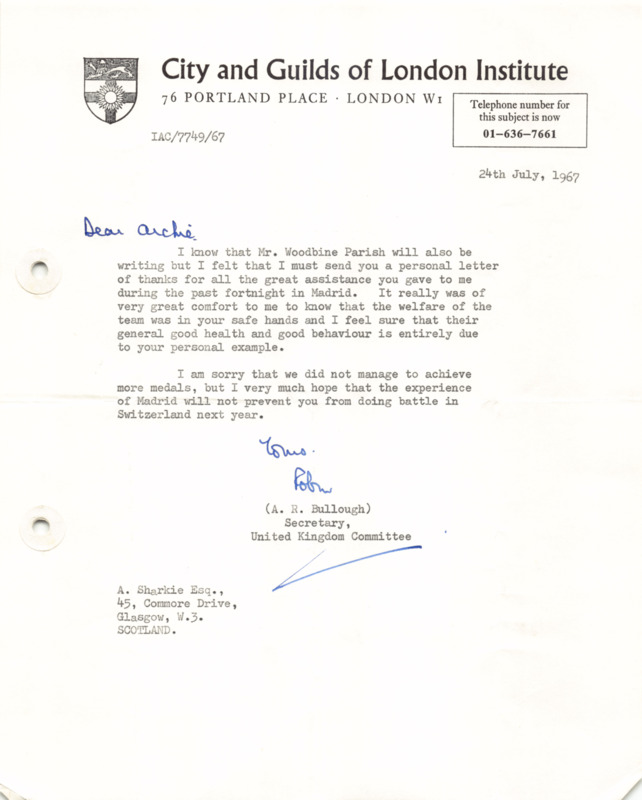 City and Guilds of London Institute
76 PORTLAND PLACE · LONDON W1
Telephone number for
this subject is now
01-636-7661
IAC/7749/67
24th July, 1967
Dear Archie
I know that Mr. Woodbine Parish will also be
writing but I felt that I must send you a personal letter
of thanks for all the great assistance you gave to me
during the past fortnight in Madrid. It really was of
very great comfort to me to know that the welfare of the
team was in your safe hands and I feel sure that their
general good health and good behaviour is entirely due
to your personal example.
I am sorry that we did not manage to achieve
more medals, but I very much hope that the experience
of Madrid will not prevent you from doing battle in
Switzerland next year.
Yours.
Robin
(A. R. Bullough)
Secretary,
United Kingdom Committee
A. Sharkie Esq.,
45, Commore Drive,
Glasgow, W.3.
SCOTLAND.